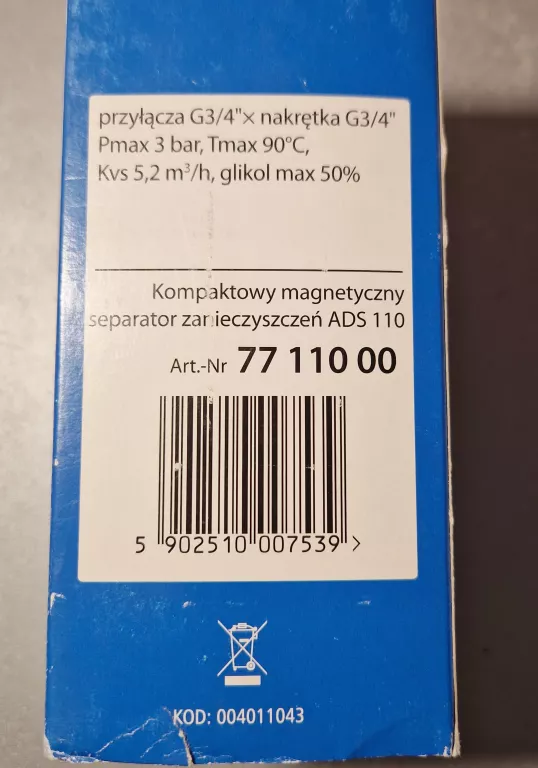 przyłącza G3/4"× nakrętka G3/4"
Pmax 3 bar, Tmax 90°C,
Kvs 5,2 m³/h, glikol max 50%
Kompaktowy magnetyczny
separator zanieczyszczeń ADS 110
Art.-Nr 77 110 00
5 902510 007539 >
KOD: 004011043